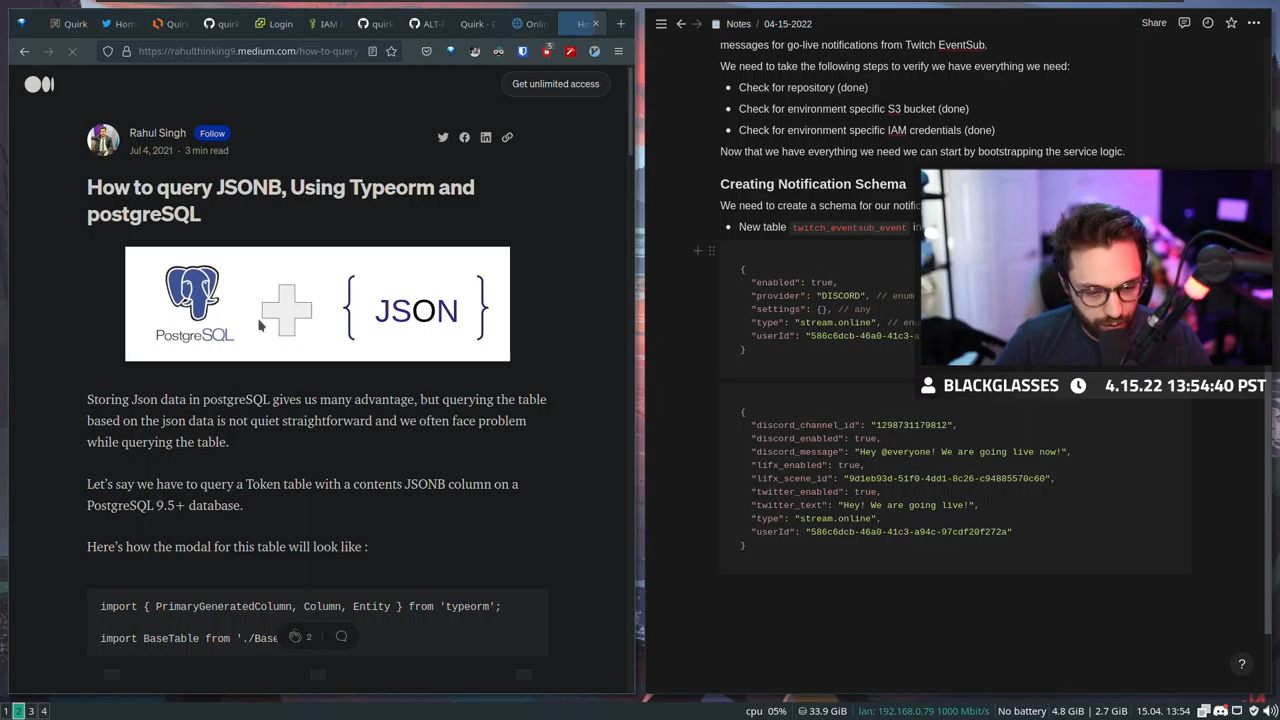 quirk
Home
Quirk
quirk
Login
IAM
quirk
ALT-F
Quirk - E
Onlin
Ho
https://rahulthinking9.medium.com/how-to-query
5
Get unlimited access
Rahul Singh
Follow
Jul 4, 2021 · 3 min read
How to query JSONB, Using Typeorm and
postgreSQL
PostgreSQL
{ JSON }
Storing Json data in postgreSQL gives us many advantage, but querying the table
based on the json data is not quiet straightforward and we often face problem
while querying the table.
Let's say we have to query a Token table with a contents JSONB column on a
PostgreSQL 9.5+ database.
Here's how the modal for this table will look like :
import { PrimaryGeneratedColumn, Column, Entity } from 'typeorm';
import BaseTable from './Base
2
Notes / 04-15-2022
Share
messages for go-live notifications from Twitch EventSub.
We need to take the following steps to verify we have everything we need:
• Check for repository (done)
• Check for environment specific S3 bucket (done)
• Check for environment specific IAM credentials (done)
Now that we have everything we need we can start by bootstrapping the service logic.
Creating Notification Schema
We need to create a schema for our notific
• New table twitch_eventsub_event in
{
"enabled": true,
"provider": "DISCORD", // enum
"settings": {}, // any
"type": "stream.online", // en
"userId": "586c6dcb-46a0-41c3-a
}
BLACKGLASSES
4.15.22 13:54:40 PST
{
"discord_channel_id": "1298731179812",
"discord_enabled": true,
"discord_message": "Hey @everyone! We are going live now!",
"lifx_enabled": true,
"lifx_scene_id": "9d1eb93d-51f0-4dd1-8c26-c94885570c60",
"twitter_enabled": true,
"twitter_text": "Hey! We are going live!",
"type": "stream.online",
"userId": "586c6dcb-46a0-41c3-a94c-97cdf20f272a"
}
?
1 2 3 4
cpu 05%
33.9 GiB
lan: 192.168.0.79 1000 Mbit/s
No battery
4.8 GiB | 2.7 GiB
15.04. 13:54